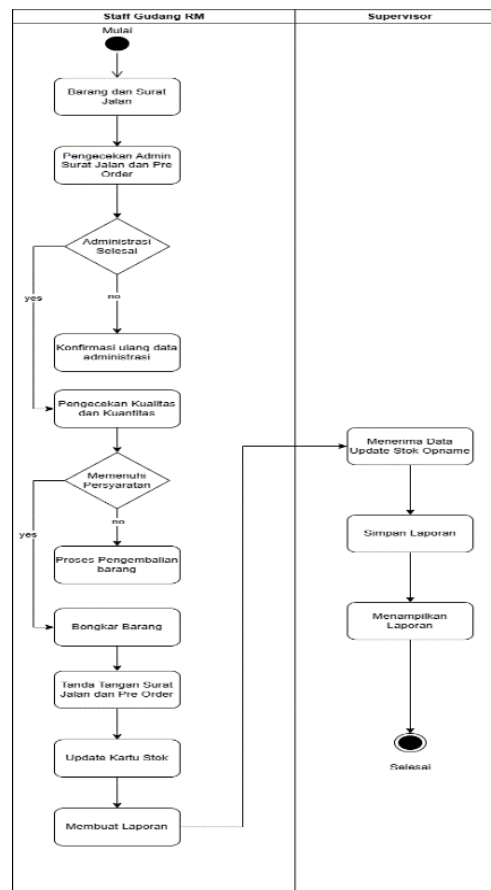 Staff Gudang RM
Supervisor
Mulai
Barang dan Surat
Jalan
Pengecekan Admin
Surat Jalan dan Pre
Order
Administrasi
Selesai
yes
no
Konfirmasi ulang data
administrasi
Pengecekan Kualitas
dan Kuantitas
Memenuhi
Persyaratan
yes
no
Proses Pengembalian
barang
Bongkar Barang
Tanda Tangan Surat
Jalan dan Pre Order
Update Kartu Stok
Membuat Laporan
Menerima Data
Update Stok Opname
Simpan Laporan
Menampilkan
Laporan
Selesai